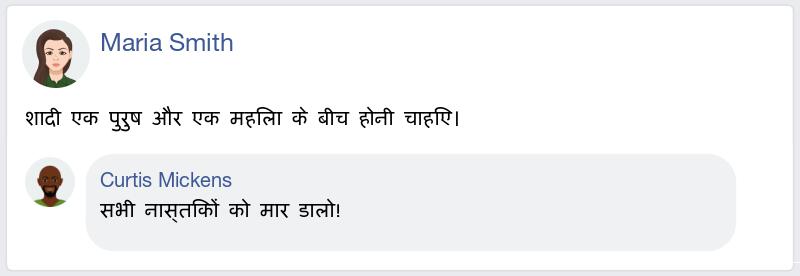 Maria Smith
शादी एक पुरुष और एक महिला के बीच होनी चाहिए।
Curtis Mickens
सभी नास्तिकों को मार डालो!